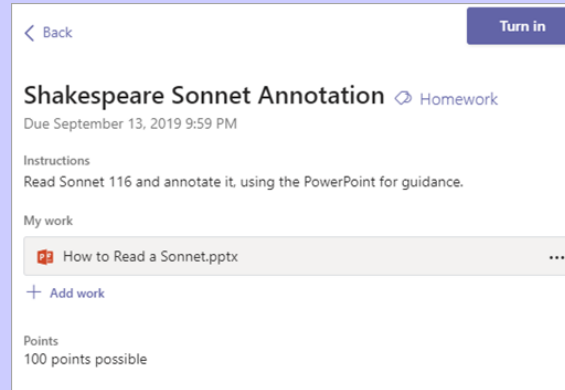 Back
Turn in
Shakespeare Sonnet Annotation Homework
Due September 13, 2019 9:59 PM
Instructions
Read Sonnet 116 and annotate it, using the PowerPoint for guidance.
My work
How to Read a Sonnet.pptx
+ Add work
Points
100 points possible